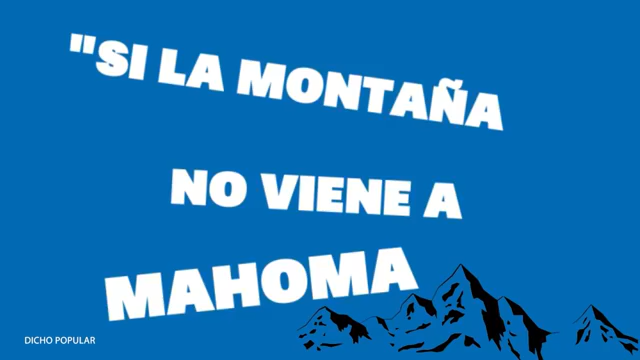 "SI LA MONTAÑA
NO VIENE A
MAHOMA
DICHO POPULAR